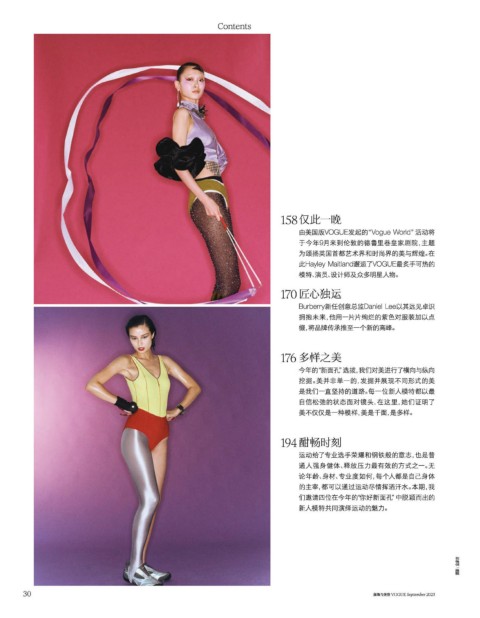 Contents
158 仅此一晚
由美国版VOGUE发起的“Vogue World” 活动将
于今年9月来到伦敦的德鲁里巷皇家剧院, 主题
为颂扬英国首都艺术界和时尚界的美与辉煌。在
此Hayley Maitland邂逅了VOGUE最炙手可热的
模特、演员、设计师及众多明星人物。
170 匠心独运
Burberry新任创意总监Daniel Lee以其远见卓识
拥抱未来, 他用一片片绚烂的紫色对服装加以点
缀, 将品牌传承推至一个新的高峰。
176 多样之美
今年的“新面孔” 选拔, 我们对美进行了横向与纵向
挖掘。美并非单一的, 发掘并展现不同形式的美
是我们一直坚持的道路。每一位新人模特都以最
自信松弛的状态面对镜头, 在这里, 她们证明了
美不仅仅是一种模样, 美是千面, 是多样。
194 酣畅时刻
运动给了专业选手荣耀和钢铁般的意志, 也是普
通人强身健体、释放压力最有效的方式之一。无
论年龄、身材、专业度如何, 每个人都是自己身体
的主宰, 都可以通过运动尽情挥洒汗水。本期, 我
们邀请四位在今年的“你好新面孔” 中脱颖而出的
新人模特共同演绎运动的魅力。
30
服饰与美容 VOGUE September 2023